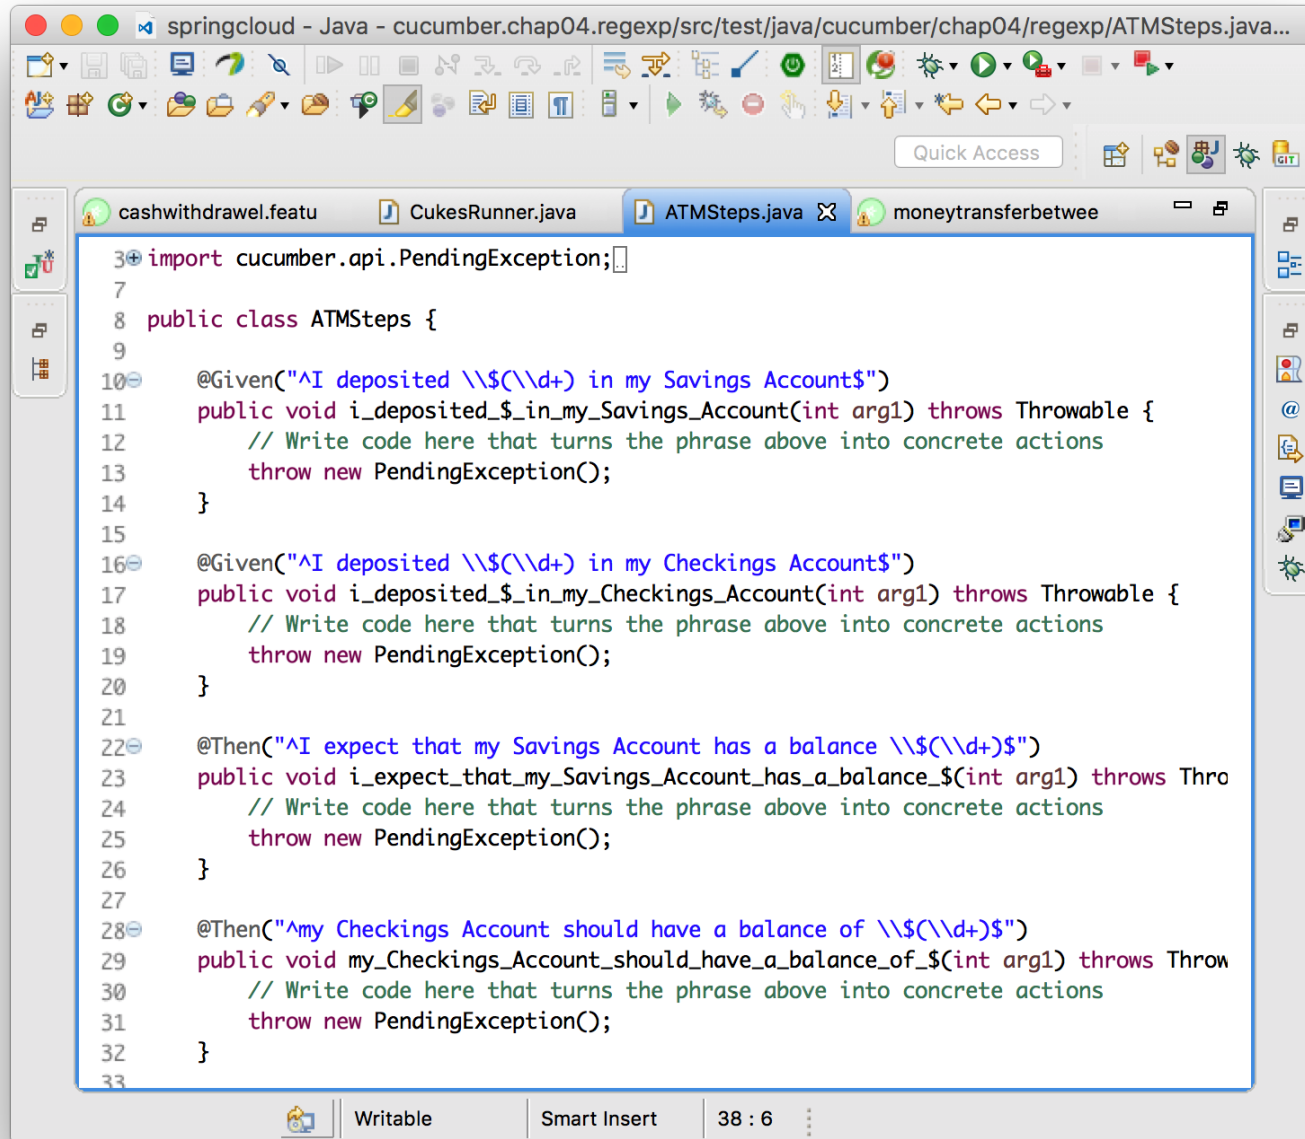 springcloud - Java - cucumber.chap04.regexp/src/test/java/cucumber/chap04/regexp/ATMSteps.java...
Quick Access
cashwithdrawel.featu CukesRunner.java ATMSteps.java moneytransferbetwee
3 import cucumber.api.PendingException;
7
8 public class ATMSteps {
9
10 @Given("^I deposited \\$(\\d+) in my Savings Account$")
11 public void i_deposited_$_in_my_Savings_Account(int arg1) throws Throwable {
12 // Write code here that turns the phrase above into concrete actions
13 throw new PendingException();
14 }
15
16 @Given("^I deposited \\$(\\d+) in my Checkings Account$")
17 public void i_deposited_$_in_my_Checkings_Account(int arg1) throws Throwable {
18 // Write code here that turns the phrase above into concrete actions
19 throw new PendingException();
20 }
21
22 @Then("^I expect that my Savings Account has a balance \\$(\\d+)$")
23 public void i_expect_that_my_Savings_Account_has_a_balance_$(int arg1) throws Thro
24 // Write code here that turns the phrase above into concrete actions
25 throw new PendingException();
26 }
27
28 @Then("^my Checkings Account should have a balance of \\$(\\d+)$")
29 public void my_Checkings_Account_should_have_a_balance_of_$(int arg1) throws Throw
30 // Write code here that turns the phrase above into concrete actions
31 throw new PendingException();
32 }
33
Writable Smart Insert 38 : 6